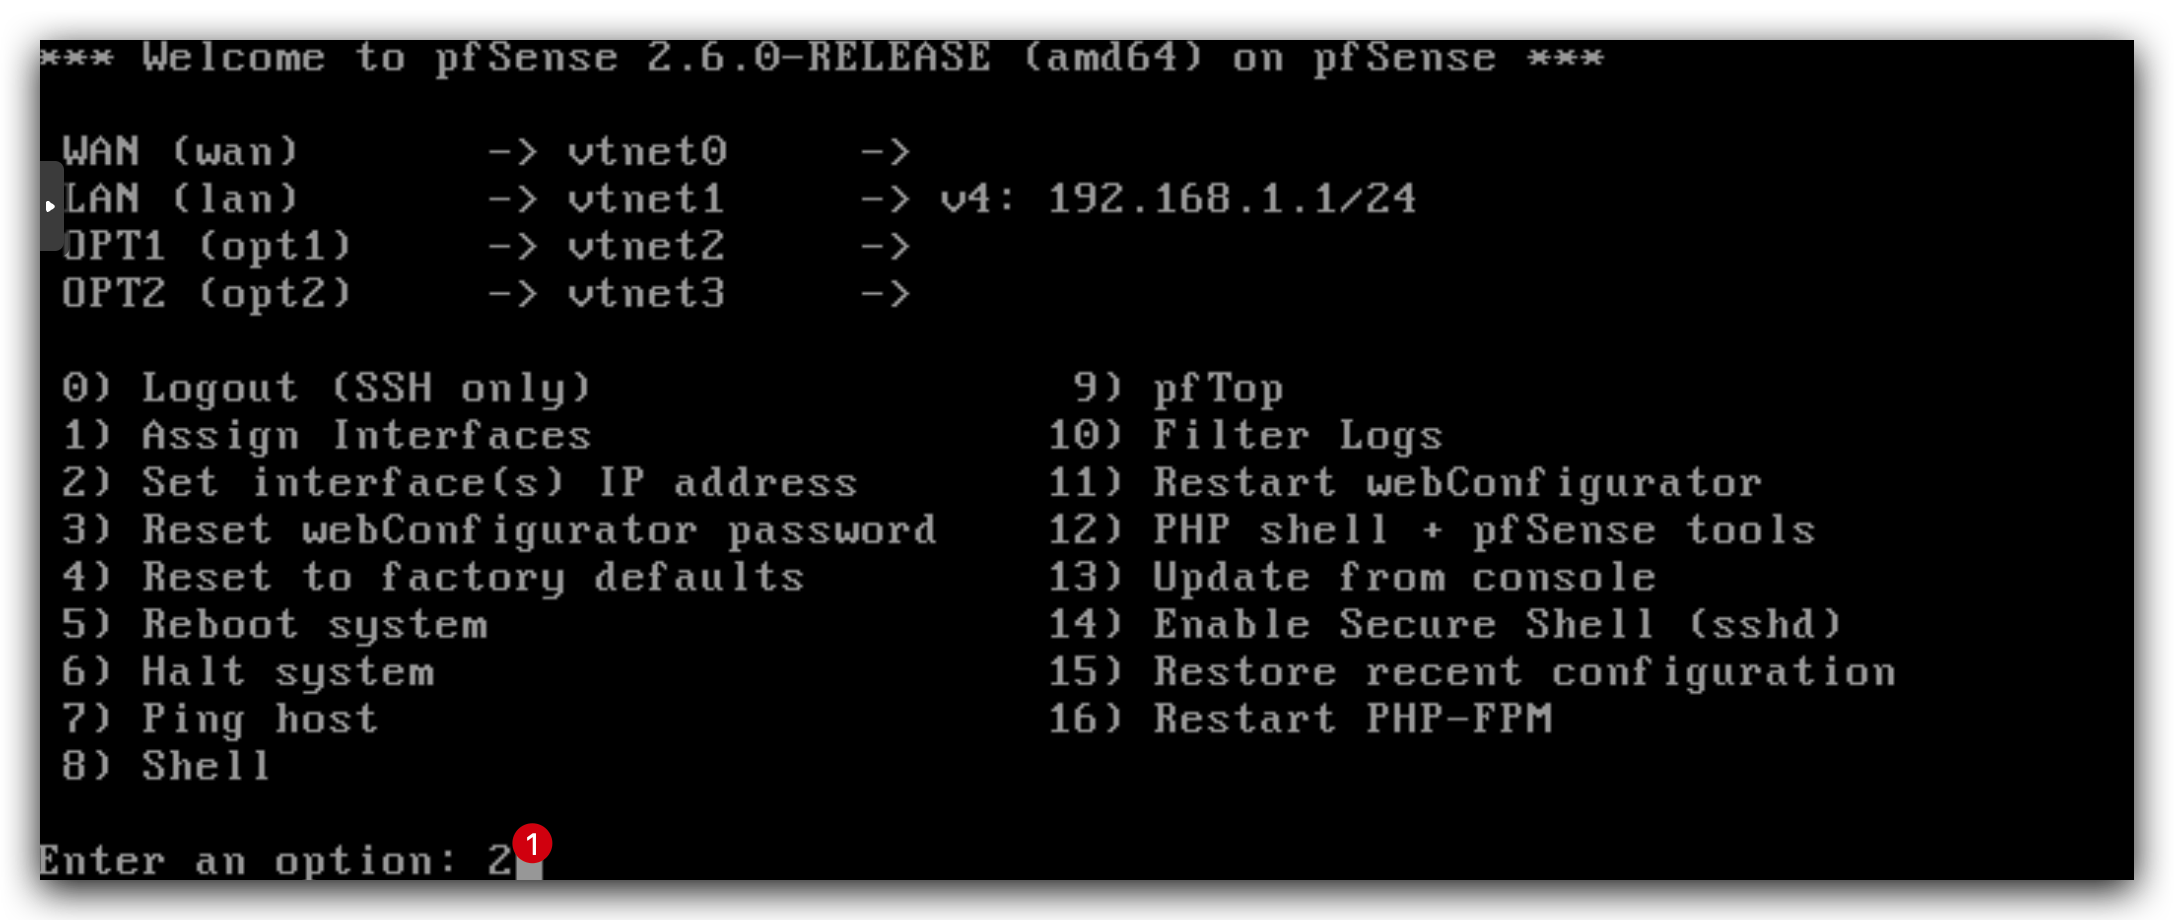 *** Welcome to pfSense 2.6.0-RELEASE (amd64) on pfSense ***
WAN (wan) -> vtnet0 ->
LAN (lan) -> vtnet1 -> v4: 192.168.1.1/24
OPT1 (opt1) -> vtnet2 ->
OPT2 (opt2) -> vtnet3 ->
0) Logout (SSH only) 9) pfTop
1) Assign Interfaces 10) Filter Logs
2) Set interface(s) IP address 11) Restart webConfigurator
3) Reset webConfigurator password 12) PHP shell + pfSense tools
4) Reset to factory defaults 13) Update from console
5) Reboot system 14) Enable Secure Shell (sshd)
6) Halt system 15) Restore recent configuration
7) Ping host 16) Restart PHP-FPM
8) Shell
Enter an option: 2
1